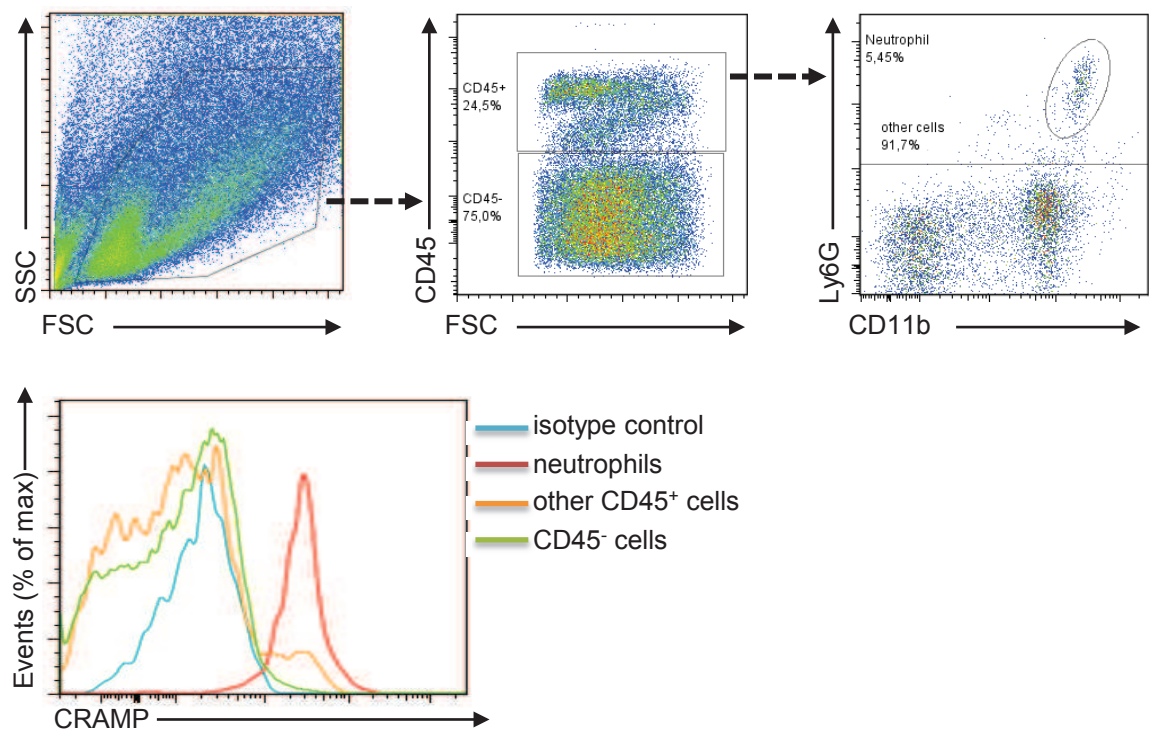 SSC
FSC
CD45
CD45+
24,5%
CD45-
75,0%
FSC
Ly6G
Neutrophil
5,45%
other cells
91,7%
CD11b
Events (% of max)
CRAMP
isotype control
neutrophils
other CD45⁺ cells
CD45⁻ cells